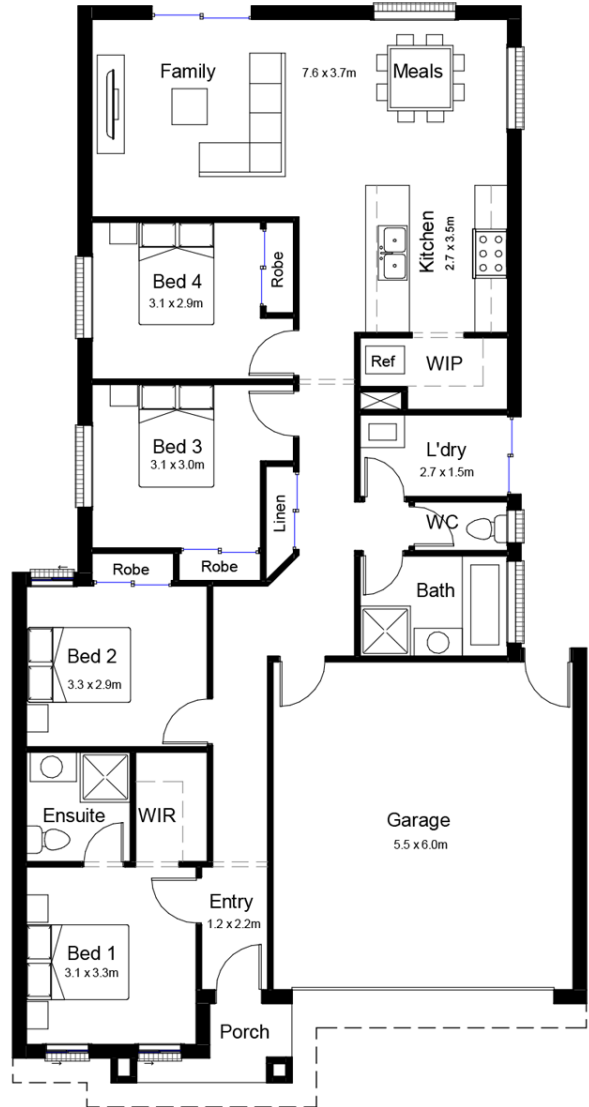 Family
7.6 x 3.7m
Meals
Kitchen
2.7 x 3.5m
Bed 4
3.1 x 2.9m
Robe
Ref
WIP
Bed 3
3.1 x 3.0m
L'dry
2.7 x 1.5m
Linen
WC
Robe
Robe
Bath
Bed 2
3.3 x 2.9m
Ensuite
WIR
Garage
5.5 x 6.0m
Entry
1.2 x 2.2m
Bed 1
3.1 x 3.3m
Porch